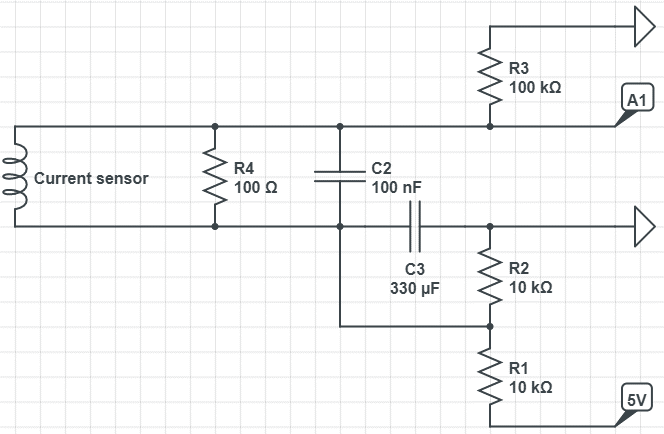 R3
100 kΩ
A1
R4
100 Ω
C2
100 nF
Current sensor
C3
330 µF
R2
10 kΩ
R1
10 kΩ
5V